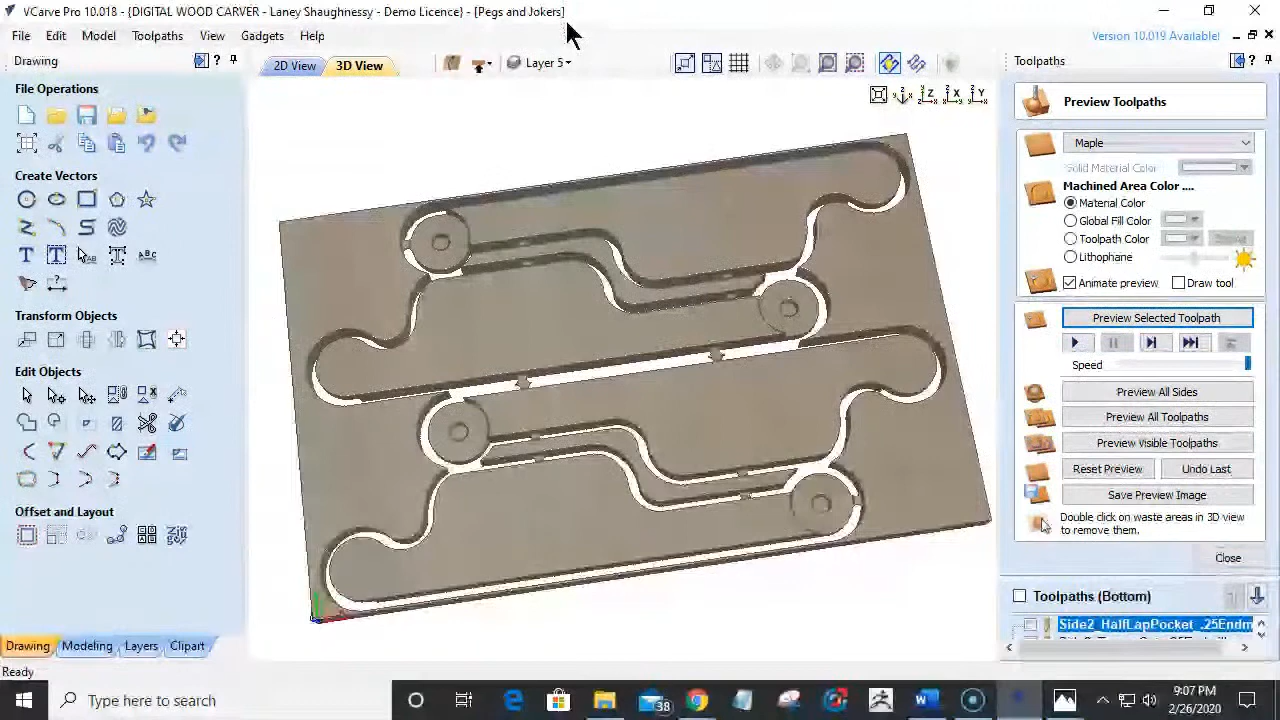 VCarve Pro 10.018 - {DIGITAL WOOD CARVER - Laney Shaughnessy - Demo Licence} - [Pegs and Jokers]
File Edit Model Toolpaths View Gadgets Help
Version 10.019 Available!
Drawing
2D View
3D View
Layer 5
Toolpaths
File Operations
Create Vectors
Transform Objects
Edit Objects
Offset and Layout
Drawing Modeling Layers Clipart
Ready
Z
X
Y
Preview Toolpaths
Maple
Solid Material Color
Machined Area Color ....
Material Color
Global Fill Color
Toolpath Color
Lithophane
Animate preview
Draw tool
Preview Selected Toolpath
Speed
Preview All Sides
Preview All Toolpaths
Preview Visible Toolpaths
Reset Preview
Undo Last
Save Preview Image
Double click on waste areas in 3D view
to remove them.
Close
Toolpaths (Bottom)
Side2_HalfLapPocket_.25Endm
Type here to search
38
9:07 PM
2/26/2020